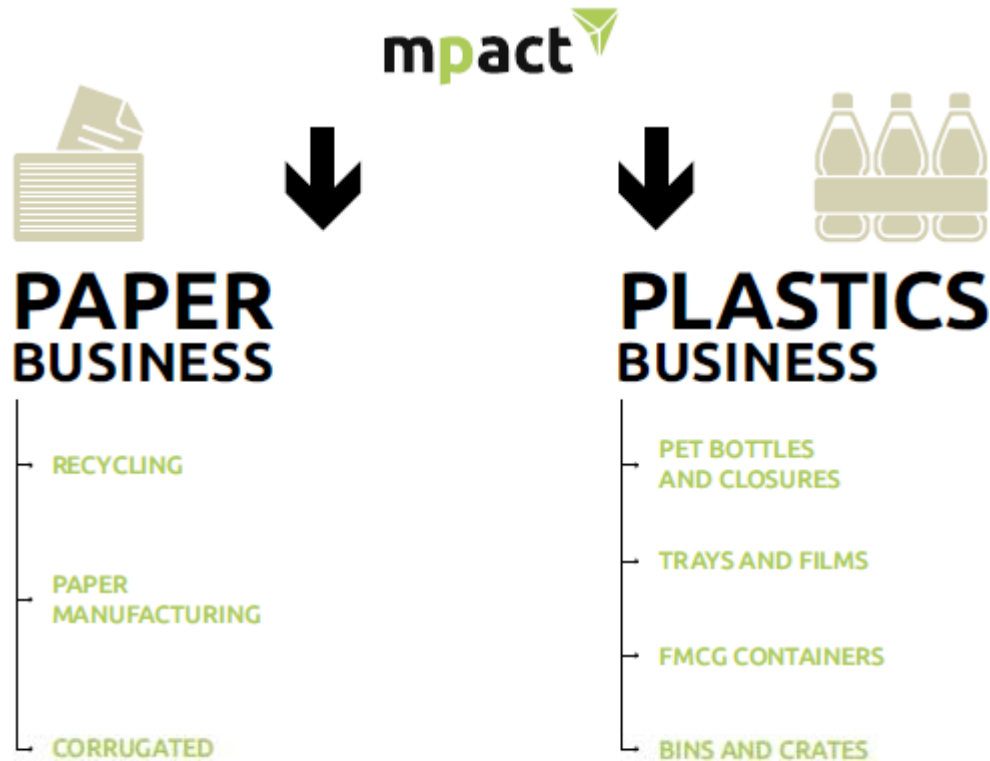 mpact
PAPER
BUSINESS
RECYCLING
PAPER
MANUFACTURING
CORRUGATED
PLASTICS
BUSINESS
PET BOTTLES
AND CLOSURES
TRAYS AND FILMS
FMCG CONTAINERS
BINS AND CRATES